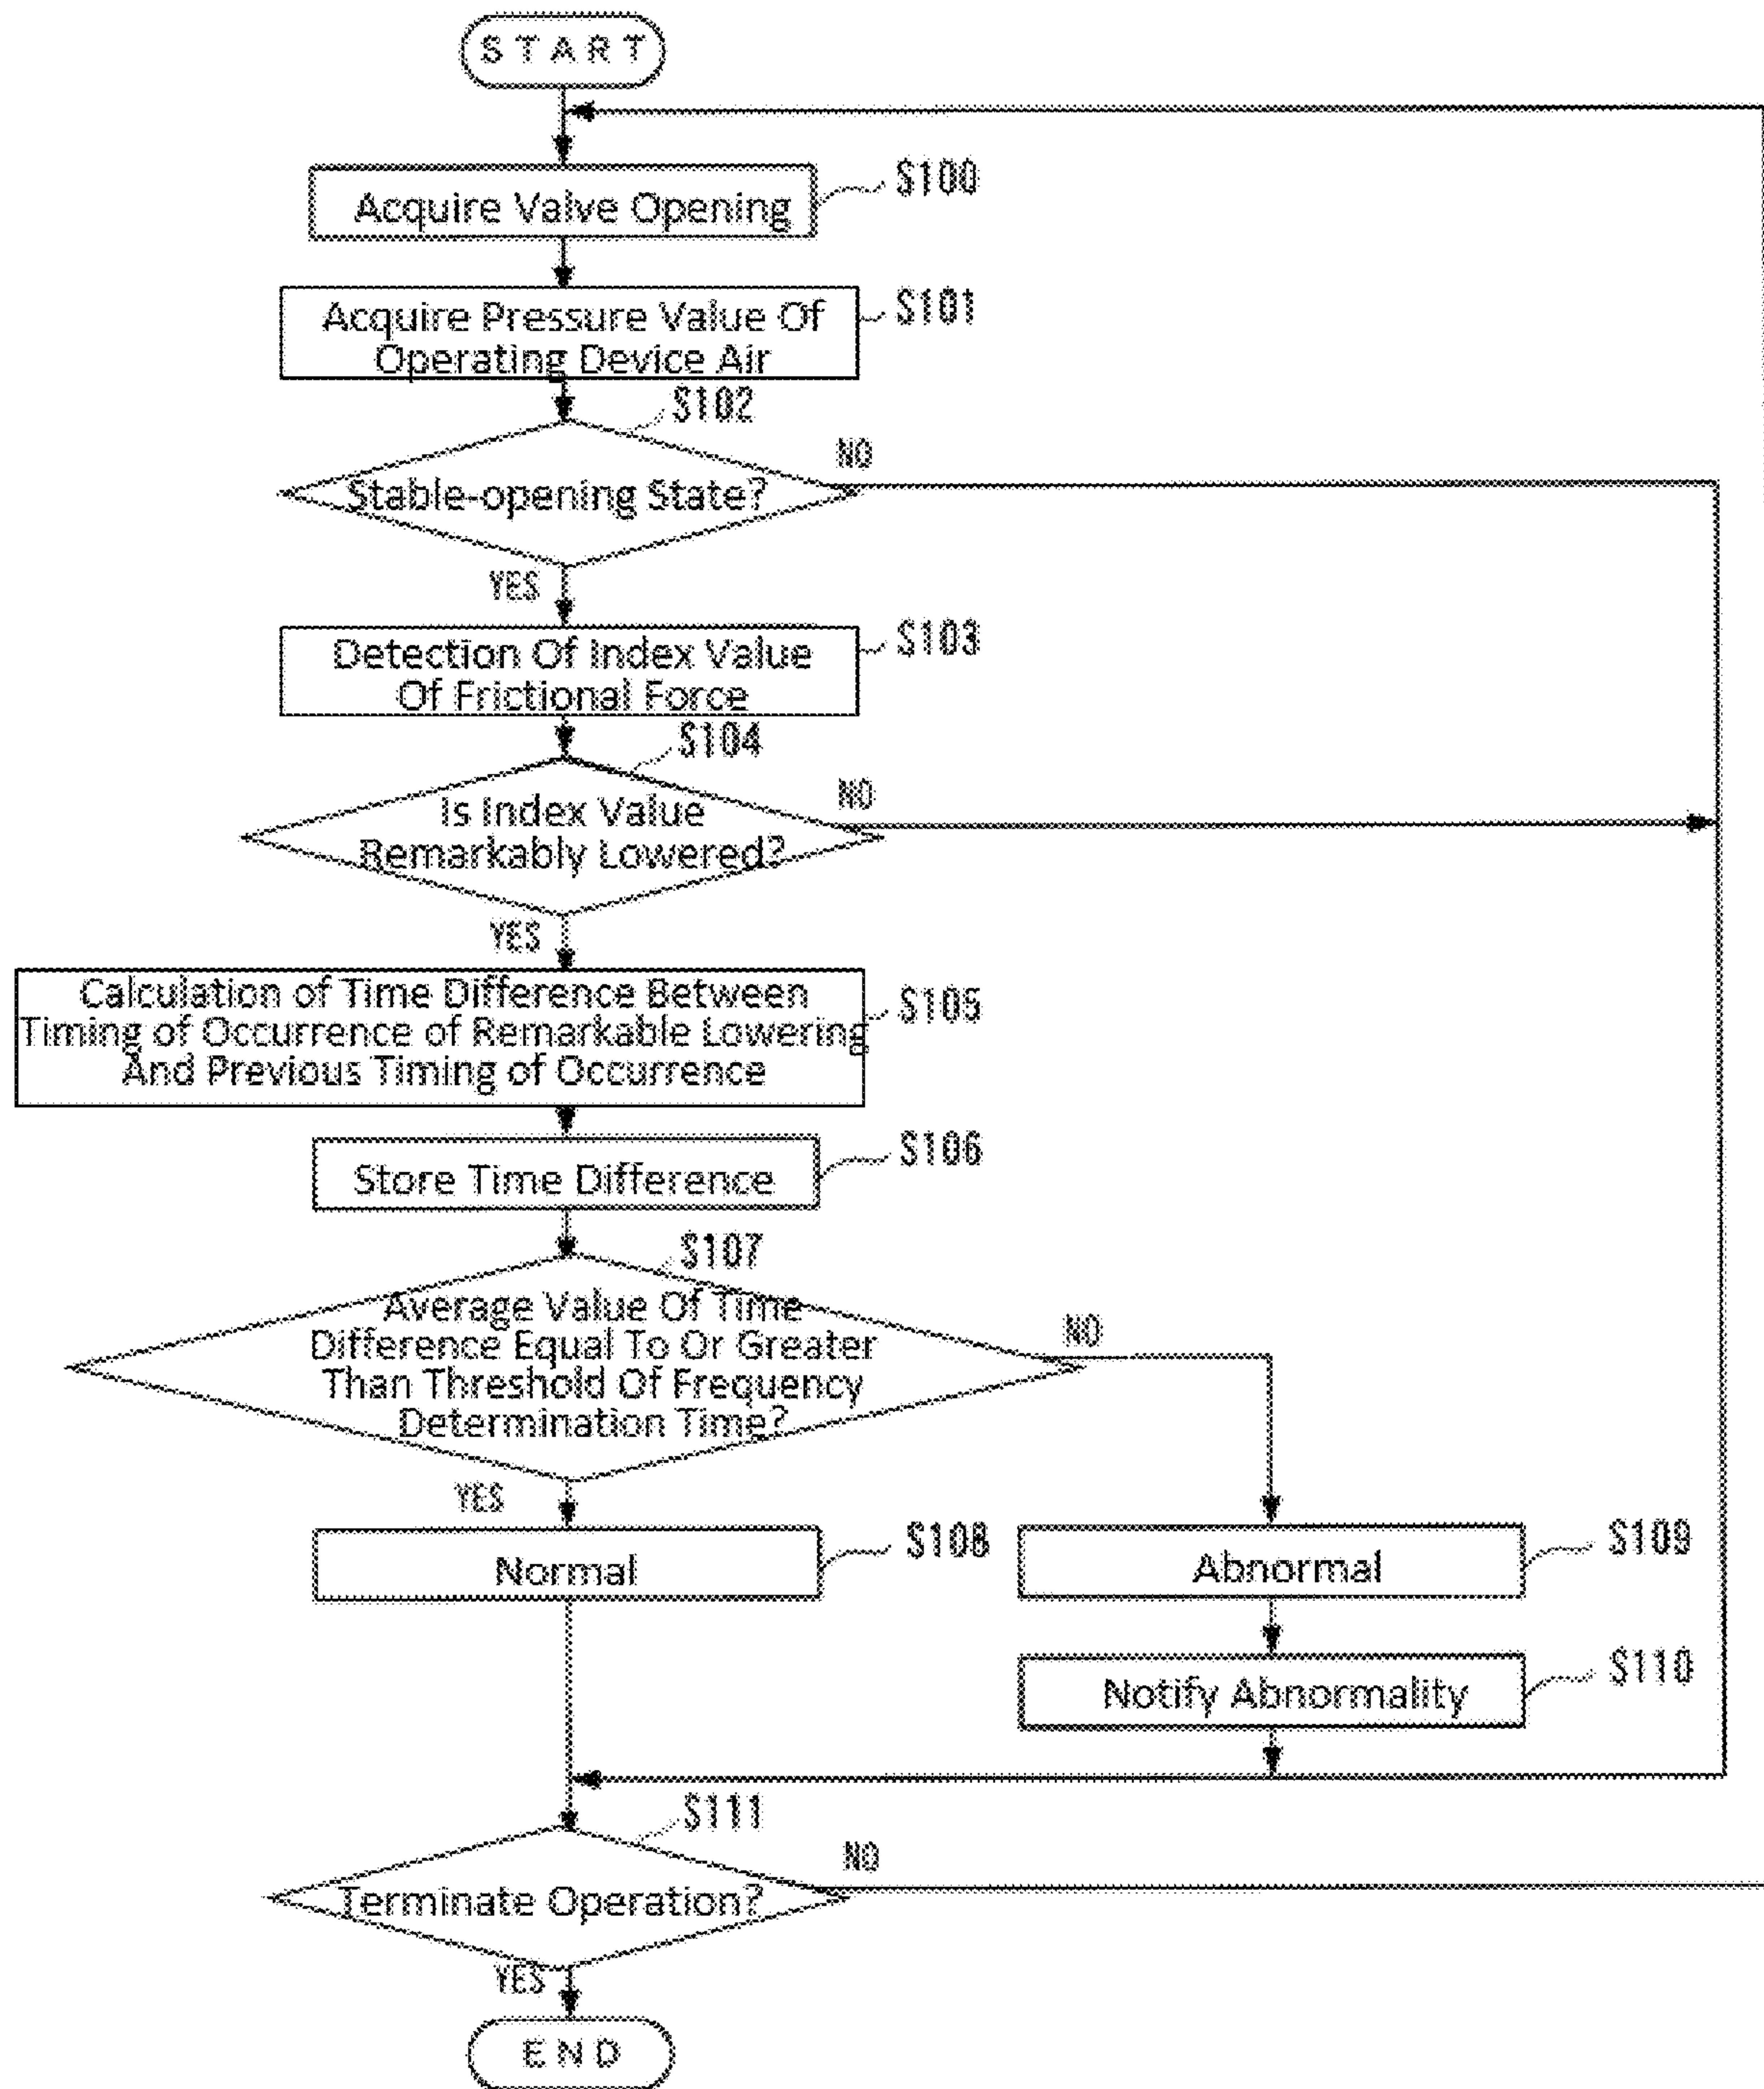 START
Acquire Valve Opening
S100
Acquire Pressure Value Of
Operating Device Air
S101
S102
Stable-opening State?
NO
YES
Detection Of Index Value
Of Frictional Force
S103
S104
Is Index Value
Remarkably Lowered?
NO
YES
Calculation of Time Difference Between
Timing of Occurrence of Remarkable Lowering
And Previous Timing of Occurrence
S105
Store Time Difference
S106
S107
Average Value Of Time
Difference Equal To Or Greater
Than Threshold Of Frequency
Determination Time?
NO
YES
Normal
S108
Abnormal
S109
Notify Abnormality
S110
S111
Terminate Operation?
NO
YES
END